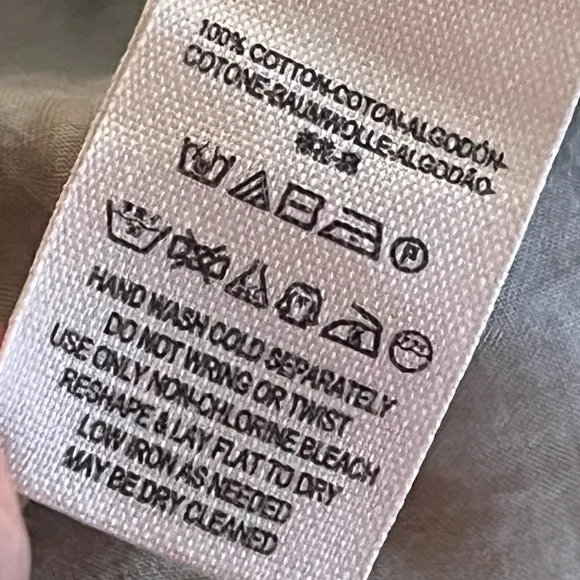 100% COTTON-COTON-ALGODÓN-
COTONE-BAUMWOLLE-ALGODÃO-
P
HAND WASH COLD SEPARATELY
DO NOT WRING OR TWIST
USE ONLY NON-CHLORINE BLEACH
RESHAPE & LAY FLAT TO DRY
LOW IRON AS NEEDED
MAY BE DRY CLEANED